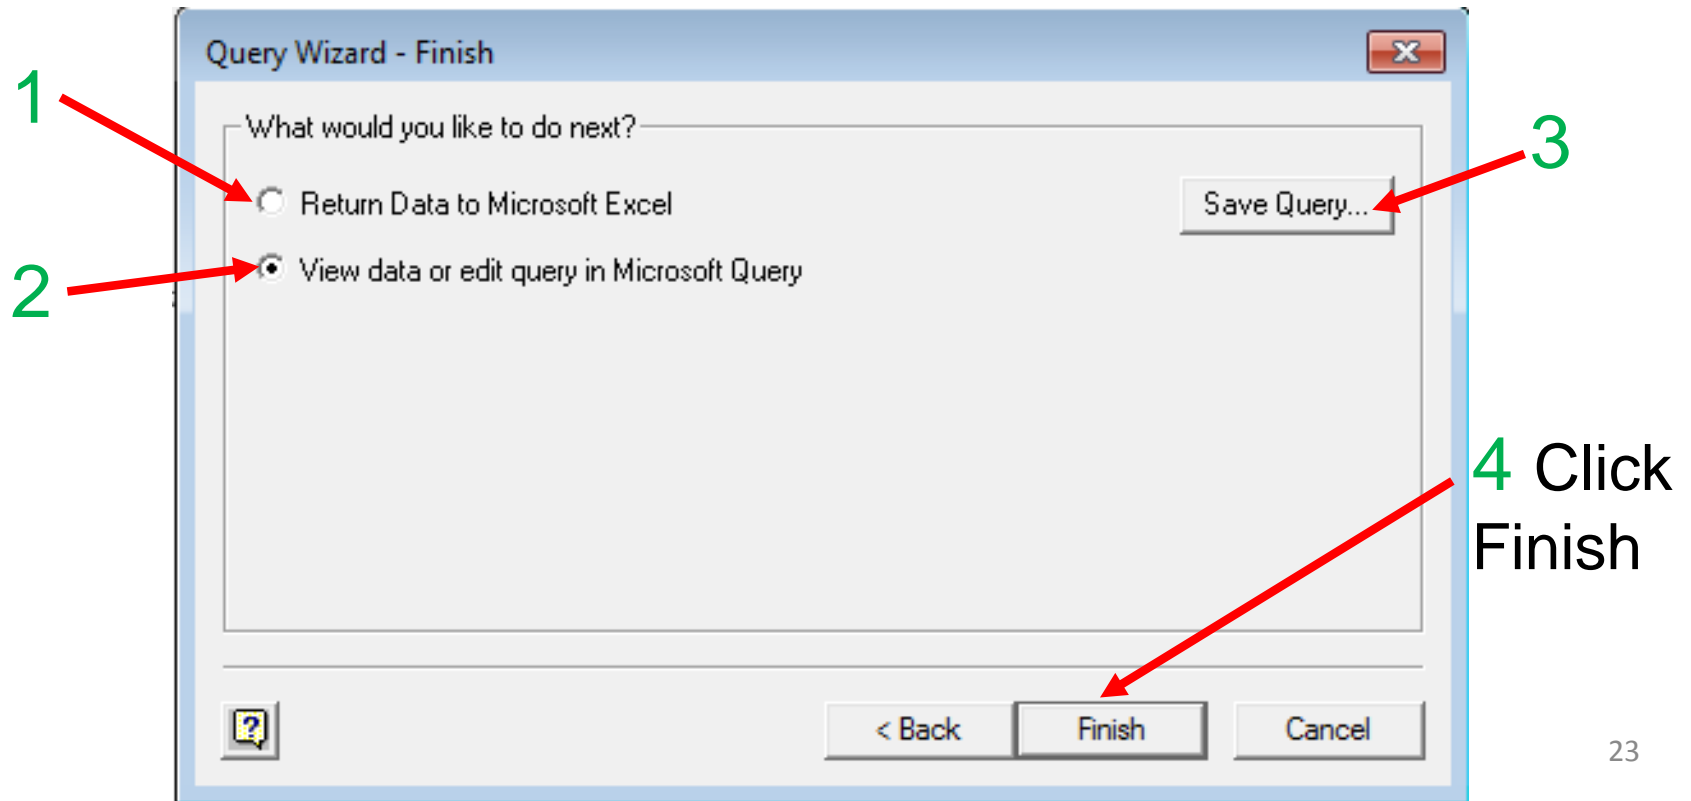 Query Wizard - Finish
1
What would you like to do next?
3
Return Data to Microsoft Excel
Save Query...
2
View data or edit query in Microsoft Query
4 Click
Finish
?
< Back
Finish
Cancel
23